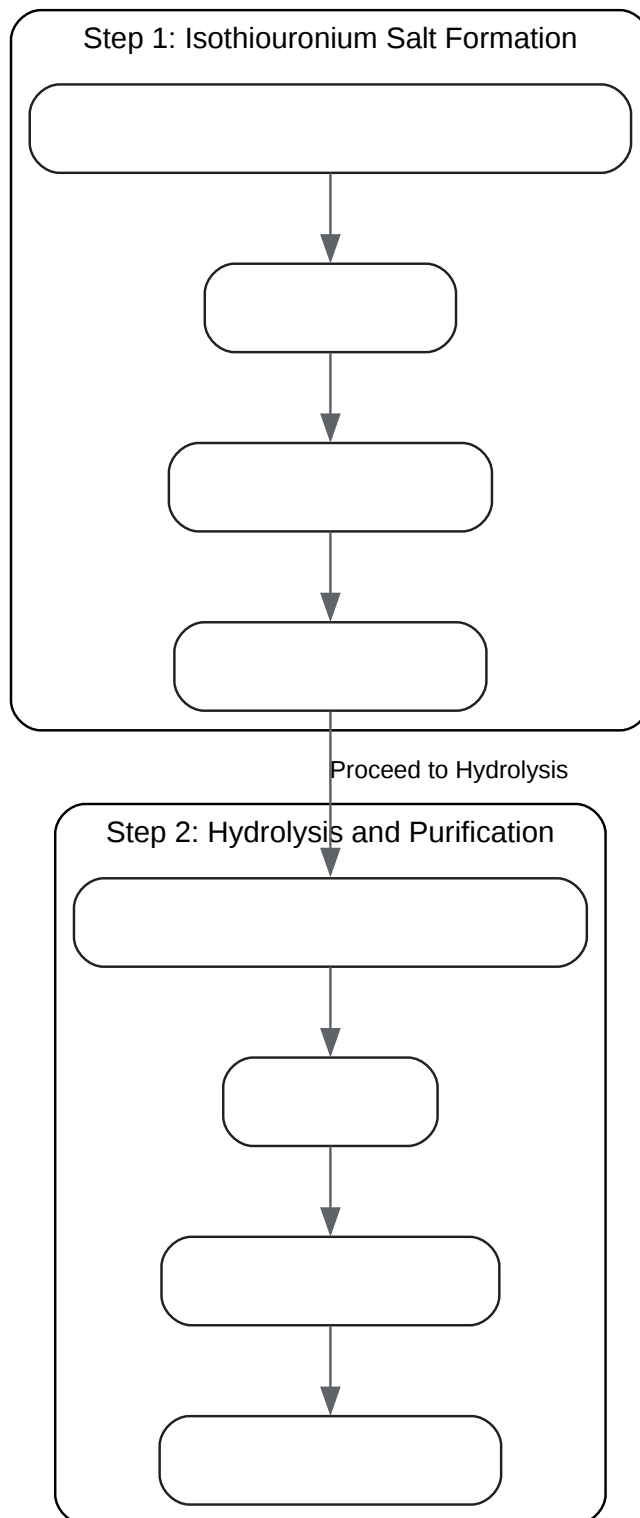 Step 1: Isothiouronium Salt Formation
Proceed to Hydrolysis
Step 2: Hydrolysis and Purification